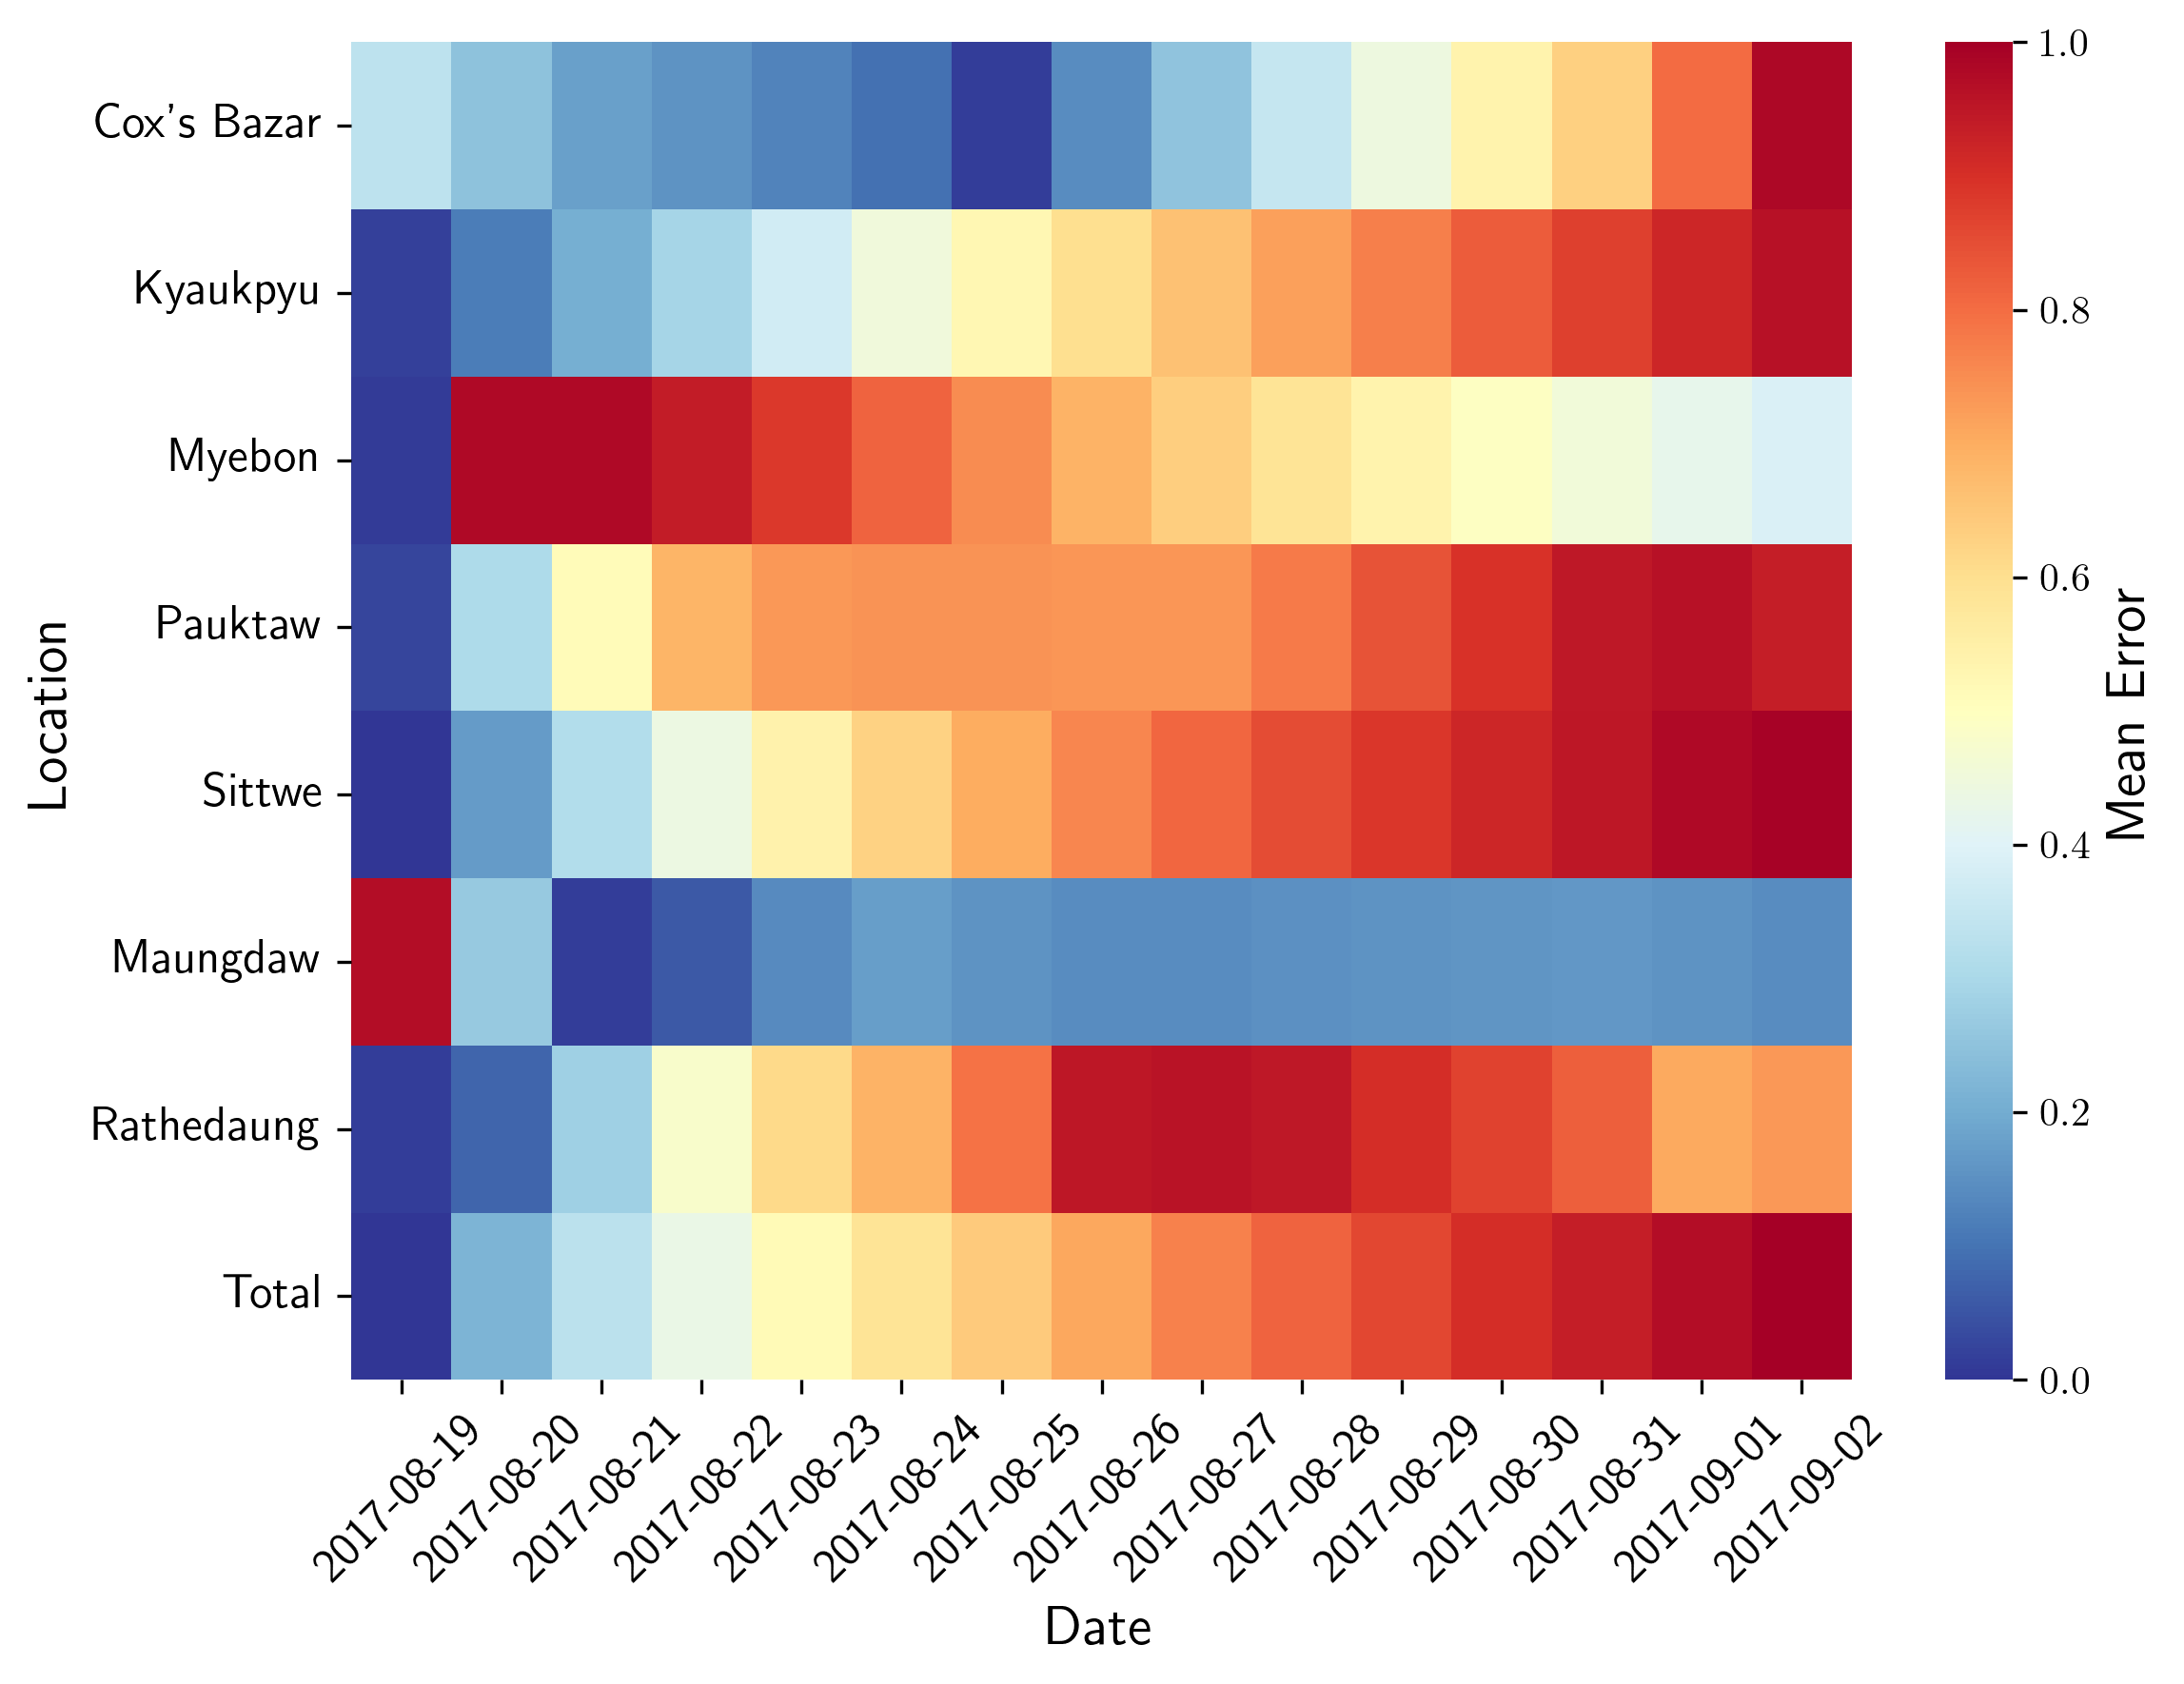 Cox's Bazar
Kyaukpyu
Myebon
Pauktaw
Sittwe
Maungdaw
Rathedaung
Total
Location
2017-08-19
2017-08-20
2017-08-21
2017-08-22
2017-08-23
2017-08-24
2017-08-25
2017-08-26
2017-08-27
2017-08-28
2017-08-29
2017-08-30
2017-08-31
2017-09-01
2017-09-02
Date
1.0
0.8
0.6
0.4
0.2
0.0
Mean Error